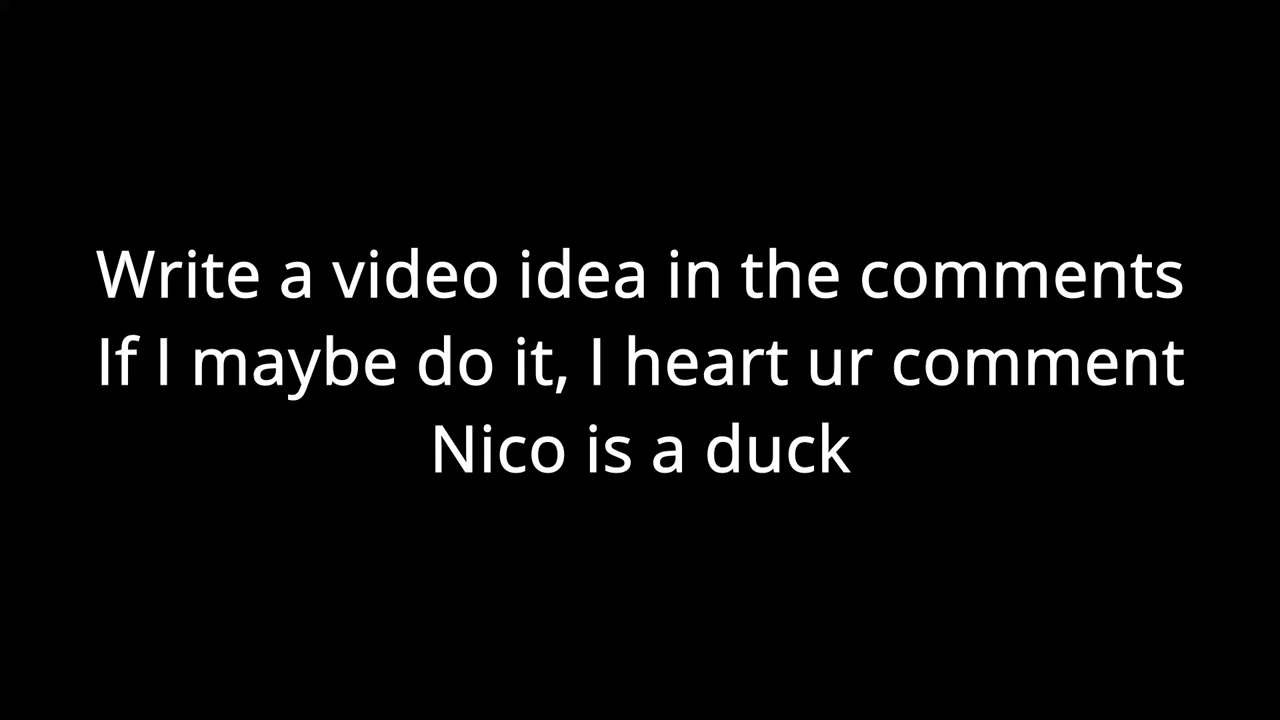 Write a video idea in the comments
If I maybe do it, I heart ur comment
Nico is a duck